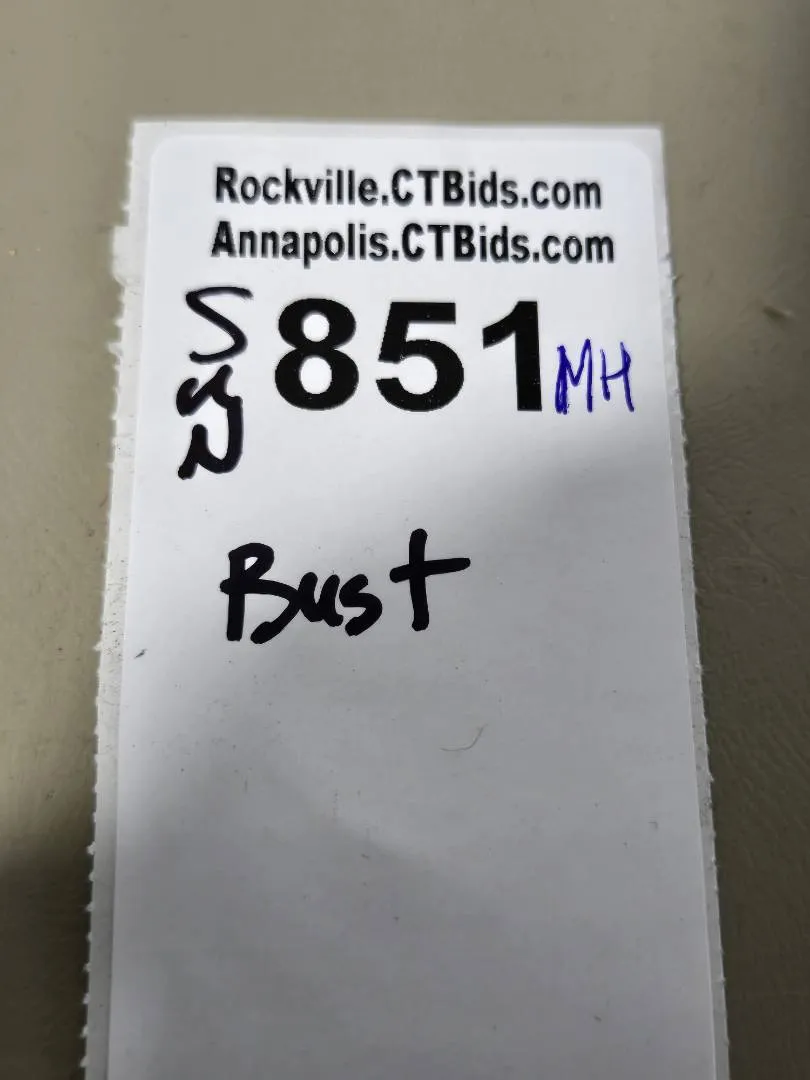 Rockville.CTBids.com
Annapolis.CTBids.com
851 MH
Bust